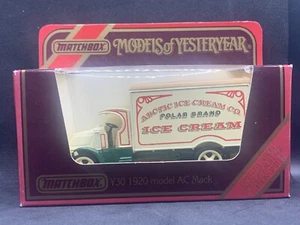 MATCHBOX
MODELS OF YESTERYEAR
ARCTIC ICE CREAM CO.
POLAR BRAND
ICE CREAM
MATCHBOX
Y30 1920 model AC Mack